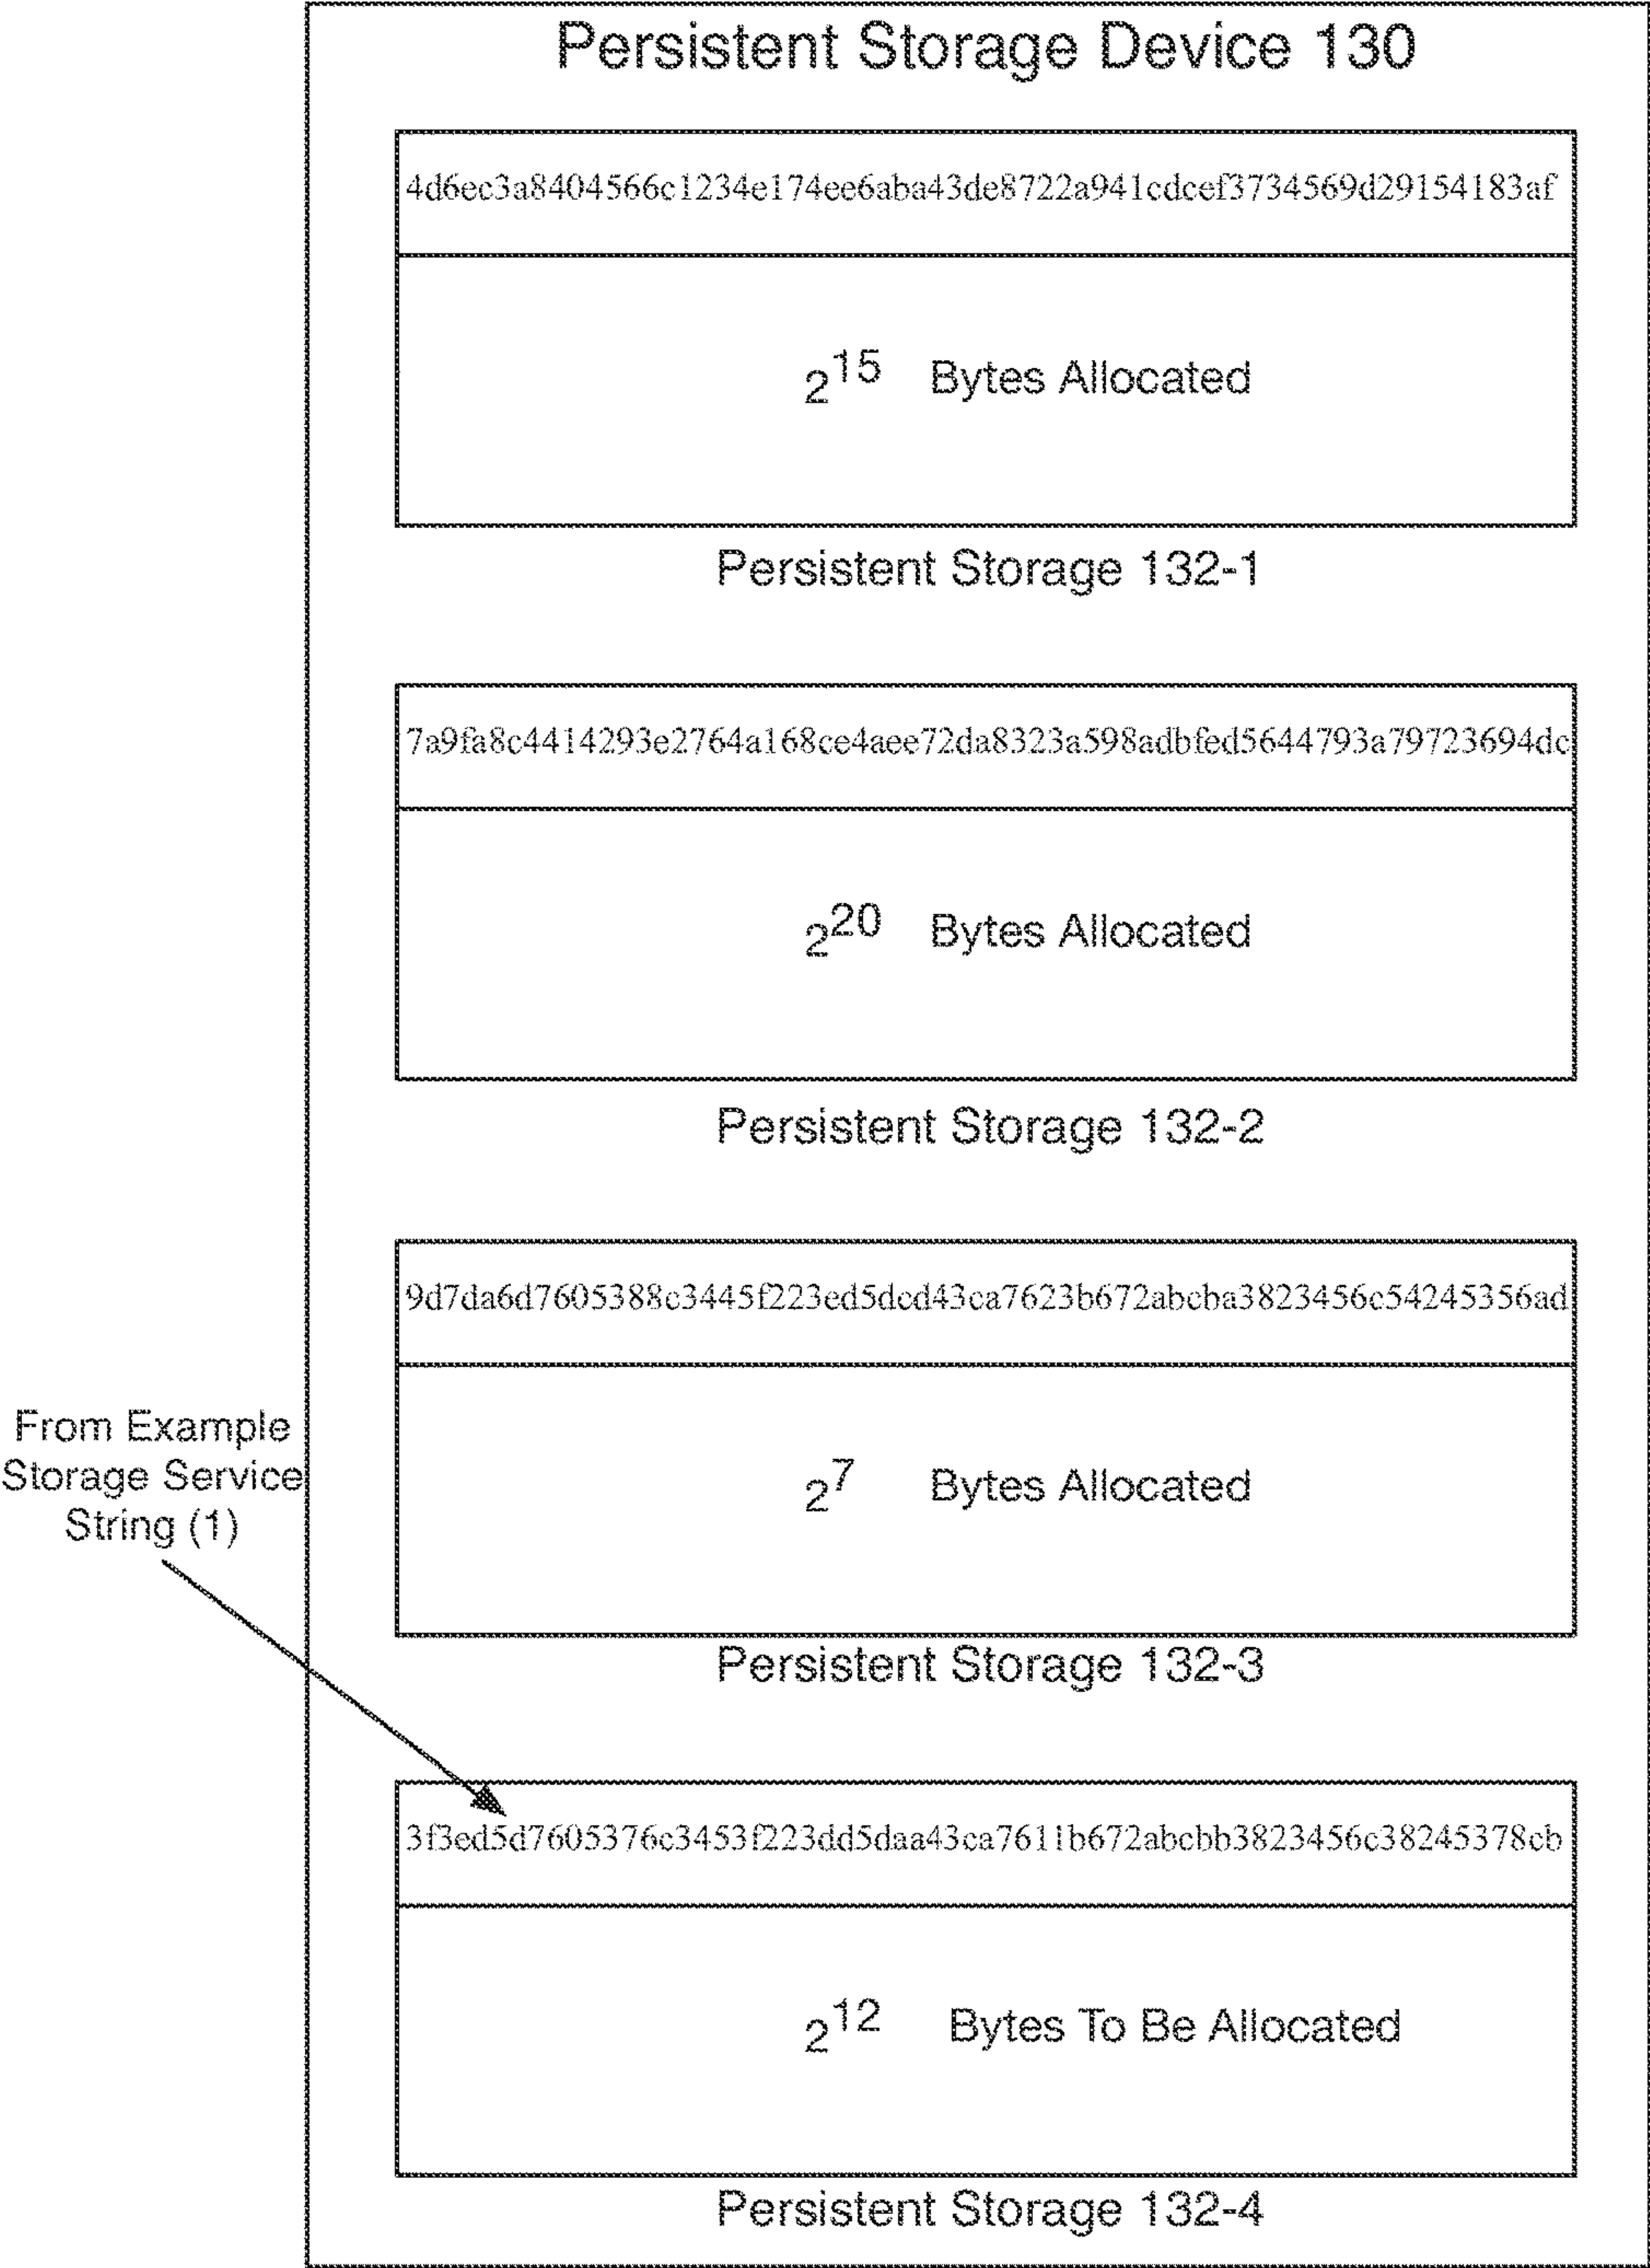 Persistent Storage Device 130
4d6ec3a8404566c1234e174ee6aba43de8722a941cdcef3734569d29154183af
2^15 Bytes Allocated
Persistent Storage 132-1
7a9fa8c4414293e2764a168ce4aee72da8323a598adbfed5644793a79723694dc
2^20 Bytes Allocated
Persistent Storage 132-2
9d7da6d7605388c3445f223ed5dcd43ca7623b672abcba3823456c54245356ad
2^7 Bytes Allocated
Persistent Storage 132-3
From Example
Storage Service
String (1)
3f3ed5d7605376c3453f223dd5daa43ca7611b672abcbb3823456c38245378cb
2^12 Bytes To Be Allocated
Persistent Storage 132-4